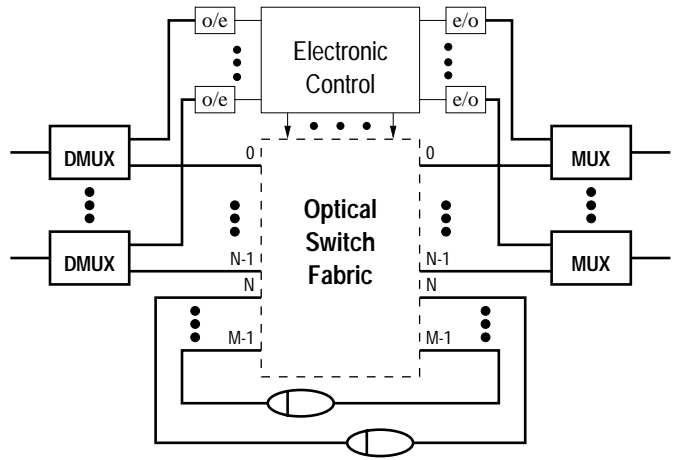 o/e
Electronic
Control
e/o
o/e
e/o
DMUX
0
0
MUX
Optical
Switch
Fabric
DMUX
N-1
N-1
MUX
N
N
M-1
M-1